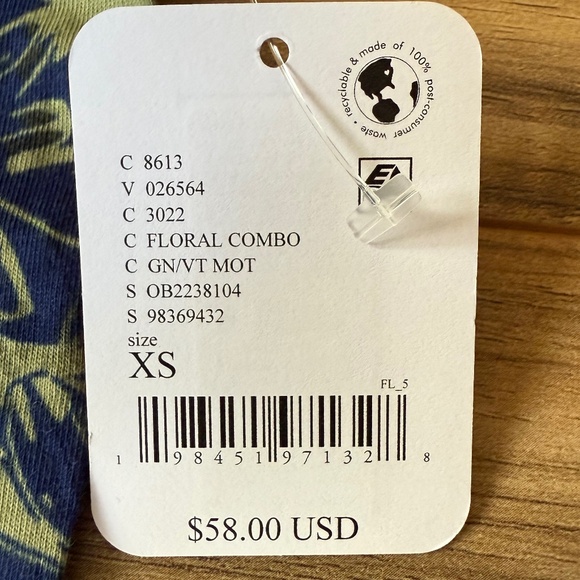 recyclable & made of 100% post-consumer waste •
C 8613
V 026564
C 3022
C FLORAL COMBO
C GN/VT MOT
S OB2238104
S 98369432
size
XS
FL_5
1 98451 97132 8
$58.00 USD